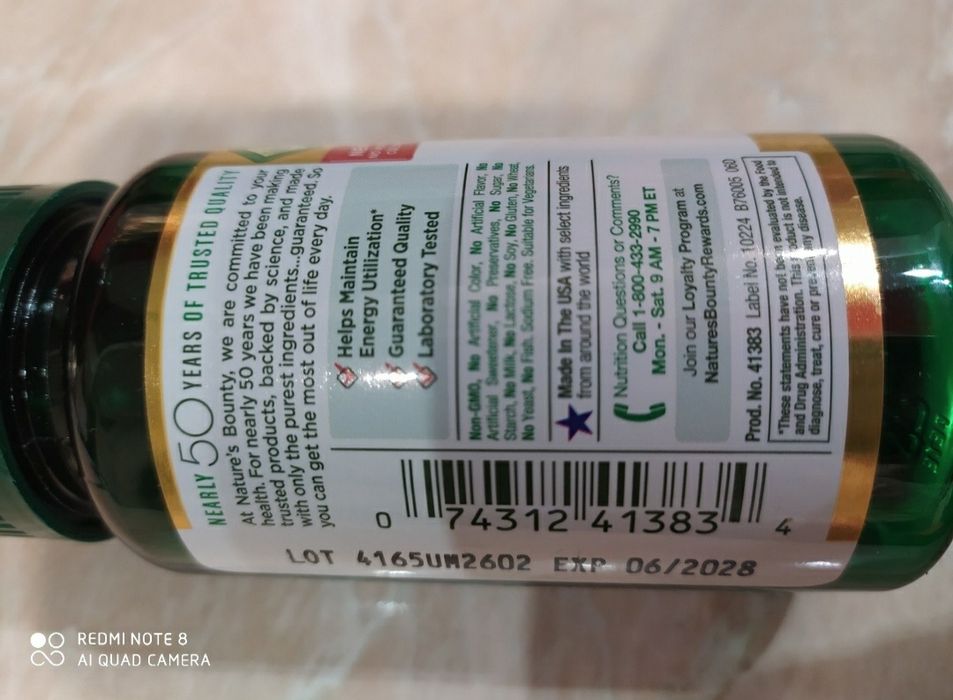 NEARLY 50 YEARS OF TRUSTED QUALITY
At Nature's Bounty, we are committed to your
health. For nearly 50 years we have been making
trusted products, backed by science, and made
with only the purest ingredients...guaranteed. So
you can get the most out of life every day.
Helps Maintain
Energy Utilization*
Guaranteed Quality
Laboratory Tested
Non-GMO, No Artificial Color, No Artificial Flavor, No
Artificial Sweetener, No Preservatives, No Sugar, No
Starch, No Milk, No Lactose, No Soy, No Gluten, No Wheat,
No Yeast, No Fish, Sodium Free. Suitable for Vegetarians.
Made In The USA with select ingredients
from around the world
Nutrition Questions or Comments?
Call 1-800-433-2990
Mon. - Sat. 9 AM - 7 PM ET
Join our Loyalty Program at
NaturesBountyRewards.com
Prod. No. 41383 Label No. 10224 B76006 060
*These statements have not been evaluated by the Food
and Drug Administration. This product is not intended to
diagnose, treat, cure or prevent any disease.
0 74312 41383 4
LOT 4165UM2602 EXP 06/2028
REDMI NOTE 8
AI QUAD CAMERA